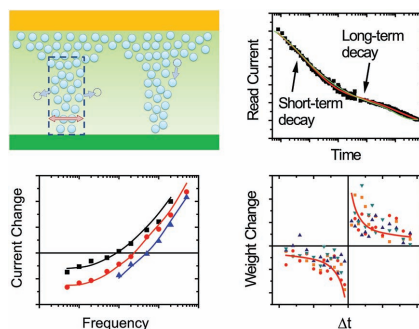 Read Current
Long-term
decay
Short-term
decay
Time
Current Change
Frequency
Weight Change
Δt